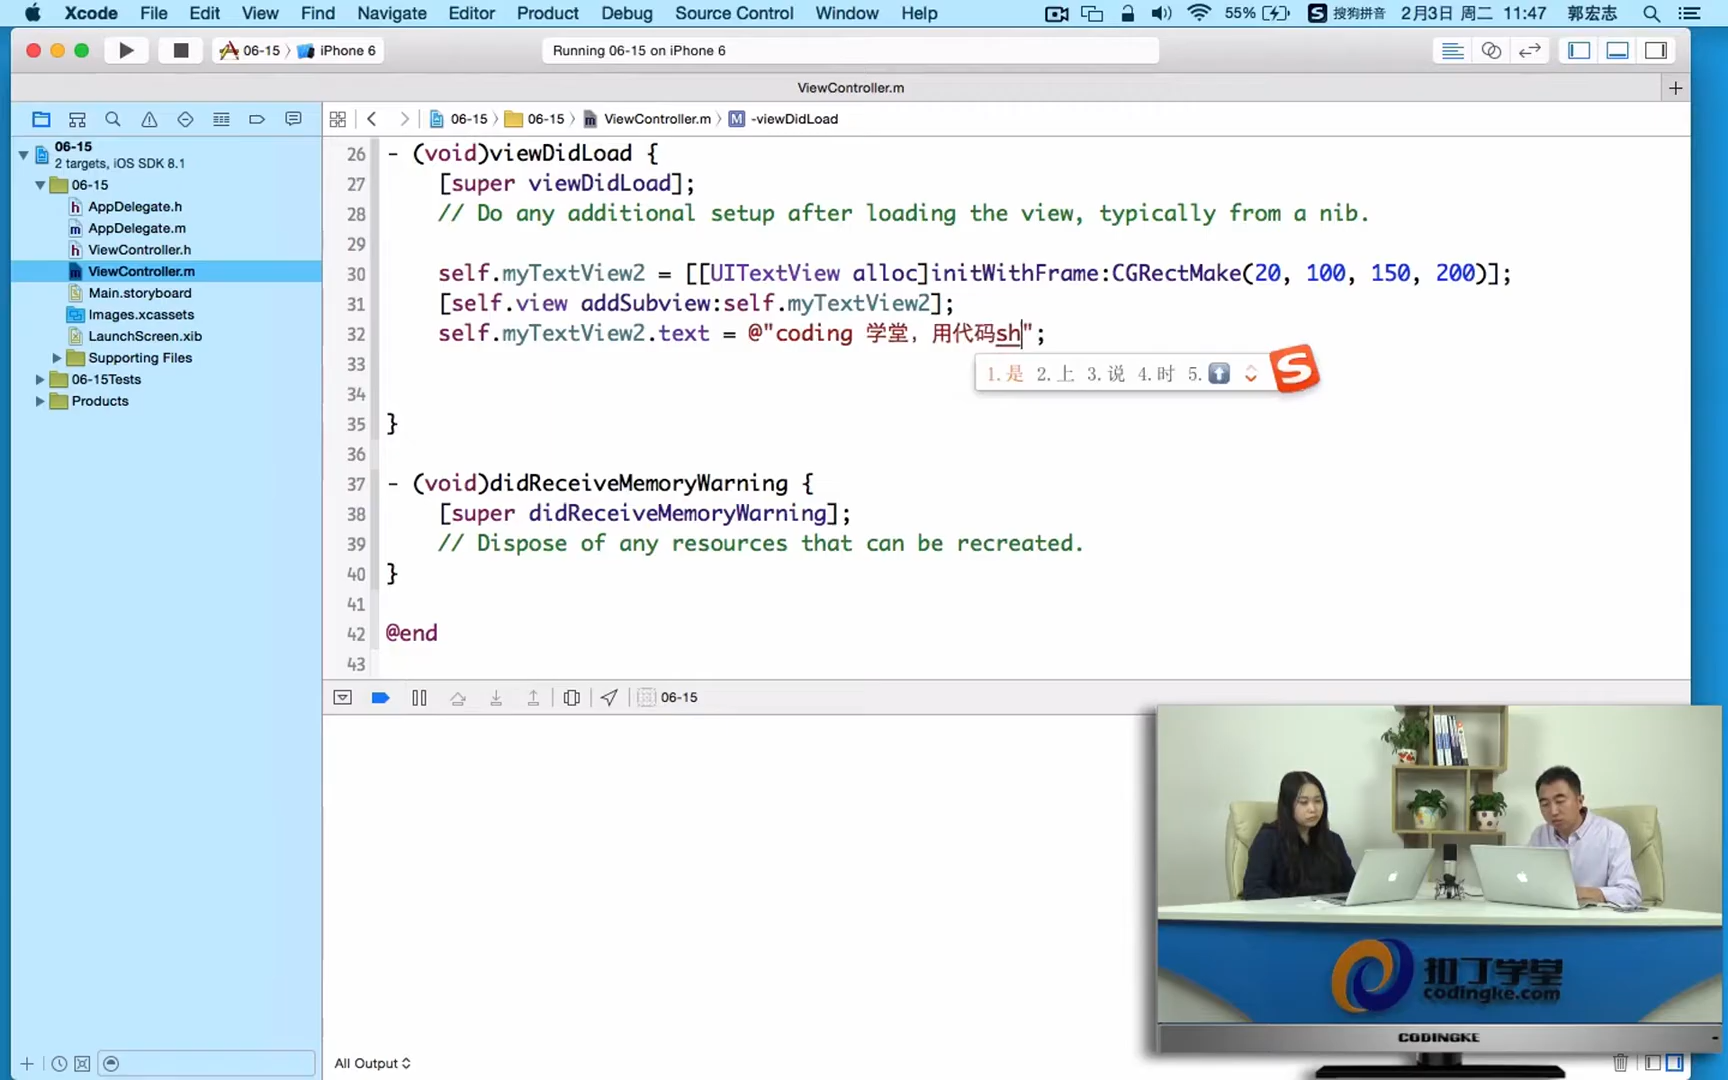 Xcode File Edit View Find Navigate Editor Product Debug Source Control Window Help 55% S 搜狗拼音 2月3日 周二 11:47 郭宏志
06-15 〉 iPhone 6 Running 06-15 on iPhone 6
ViewController.m +
06-15 〉 06-15 〉 ViewController.m 〉 M -viewDidLoad
06-15
2 targets, iOS SDK 8.1
06-15
h AppDelegate.h
m AppDelegate.m
h ViewController.h
m ViewController.m
Main.storyboard
Images.xcassets
LaunchScreen.xib
Supporting Files
06-15Tests
Products
26 - (void)viewDidLoad {
27 [super viewDidLoad];
28 // Do any additional setup after loading the view, typically from a nib.
29
30 self.myTextView2 = [[UITextView alloc]initWithFrame:CGRectMake(20, 100, 150, 200)];
31 [self.view addSubview:self.myTextView2];
32 self.myTextView2.text = @"coding 学堂，用代码sh";
1.是 2.上 3.说 4.时 5. S
33
34
35 }
36
37 - (void)didReceiveMemoryWarning {
38 [super didReceiveMemoryWarning];
39 // Dispose of any resources that can be recreated.
40 }
41
42 @end
43
06-15
扣丁学堂
codingke.com
CODINGKE
All Output